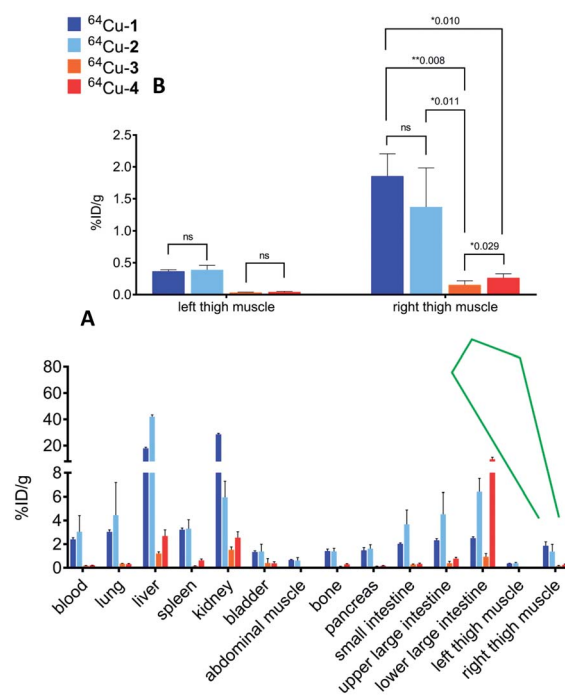 64Cu-1
64Cu-2
64Cu-3
64Cu-4
B
*0.010
**0.008
*0.011
ns
*0.029
ns
ns
%ID/g
2.5
2.0
1.5
1.0
0.5
0.0
left thigh muscle
right thigh muscle
A
%ID/g
80
60
40
20
8
6
4
2
0
blood
lung
liver
spleen
kidney
bladder
abdominal muscle
bone
pancreas
small intestine
upper large intestine
lower large intestine
left thigh muscle
right thigh muscle